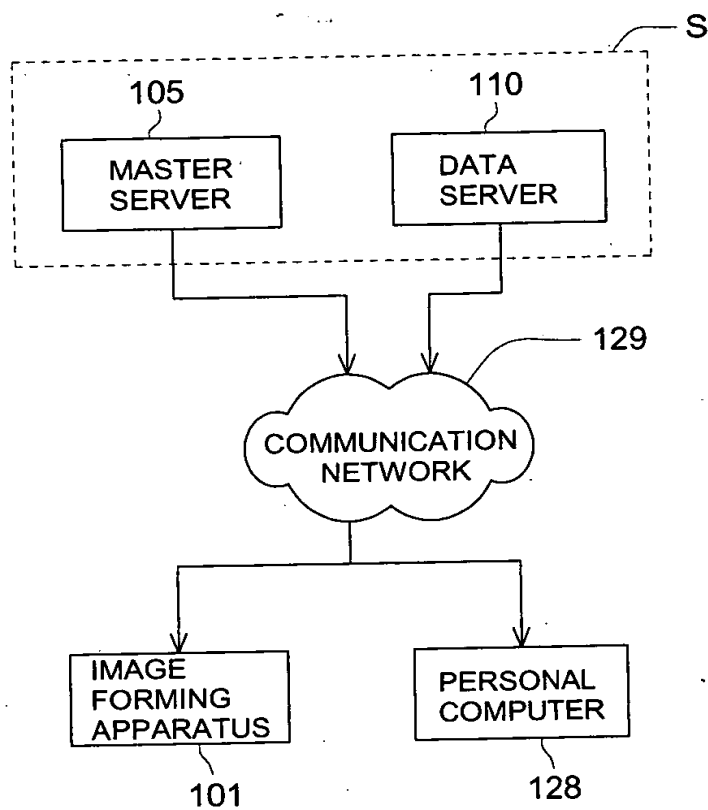 S
105
110
MASTER
SERVER
DATA
SERVER
129
COMMUNICATION
NETWORK
IMAGE
FORMING
APPARATUS
PERSONAL
COMPUTER
101
128